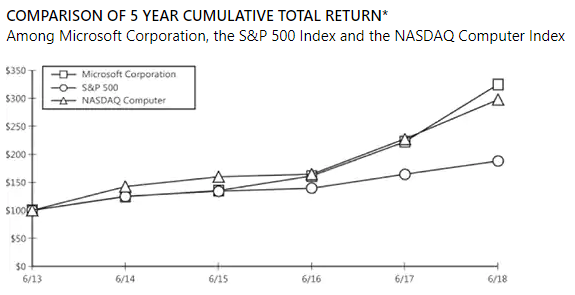 COMPARISON OF 5 YEAR CUMULATIVE TOTAL RETURN*
Among Microsoft Corporation, the S&P 500 Index and the NASDAQ Computer Index
Microsoft Corporation
S&P 500
NASDAQ Computer
$350
$300
$250
$200
$150
$100
$50
$0
6/13 6/14 6/15 6/16 6/17 6/18